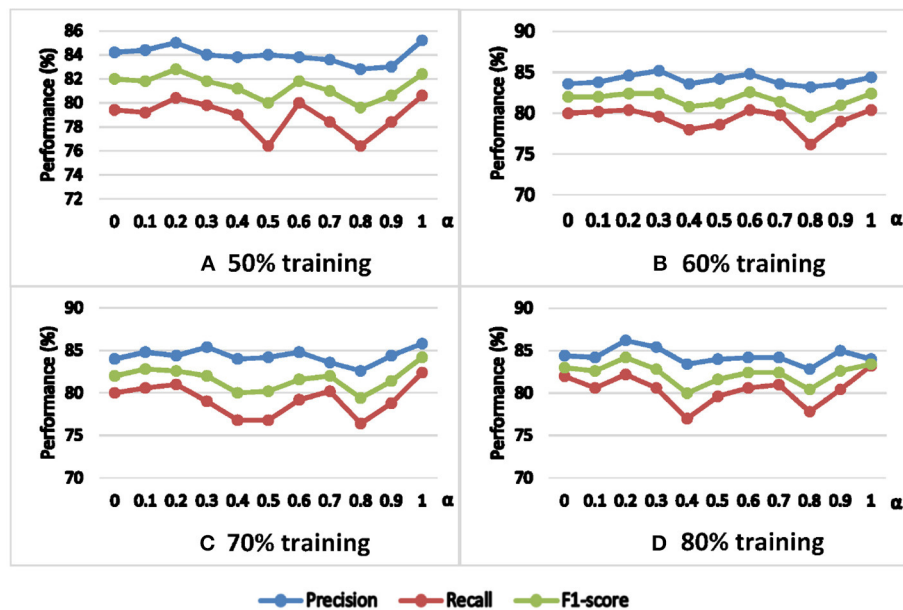 Performance (%)
86
84
82
80
78
76
74
72
0 0.1 0.2 0.3 0.4 0.5 0.6 0.7 0.8 0.9 1 α
A 50% training
Performance (%)
90
85
80
75
70
0 0.1 0.2 0.3 0.4 0.5 0.6 0.7 0.8 0.9 1 α
B 60% training
Performance (%)
90
85
80
75
70
0 0.1 0.2 0.3 0.4 0.5 0.6 0.7 0.8 0.9 1 α
C 70% training
Performance (%)
90
85
80
75
70
0 0.1 0.2 0.3 0.4 0.5 0.6 0.7 0.8 0.9 1 α
D 80% training
Precision Recall F1-score